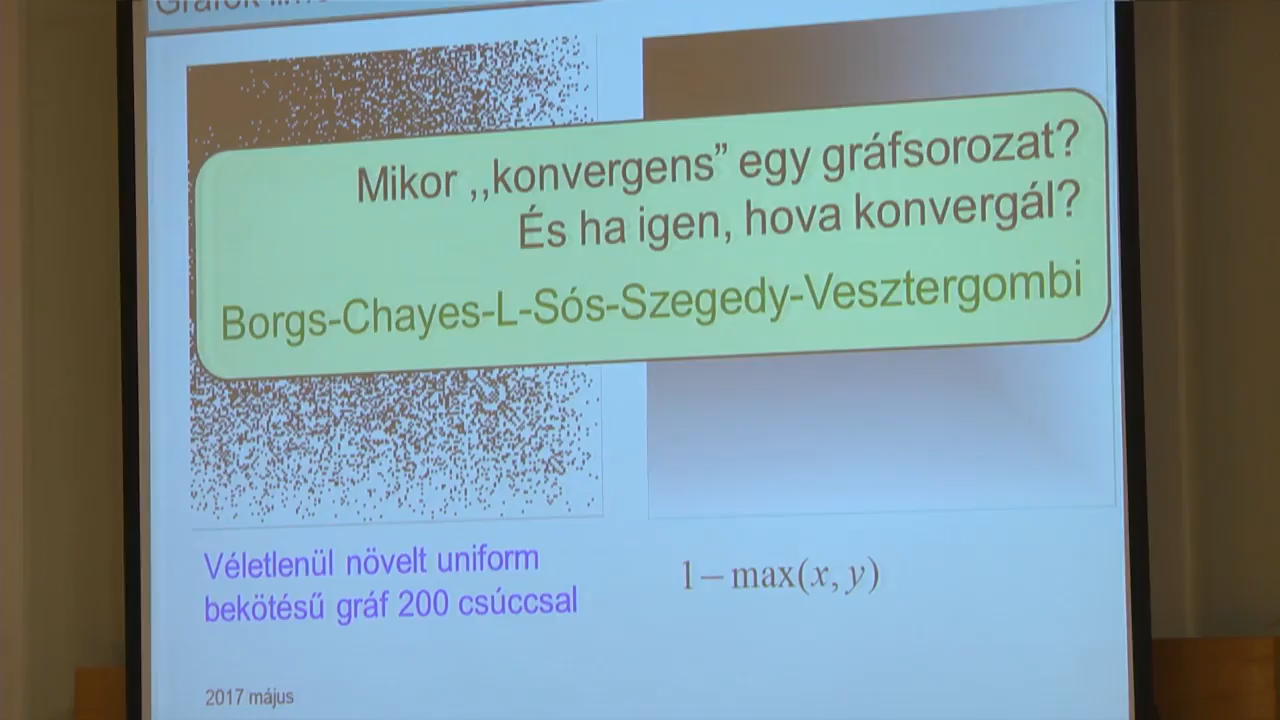 Gráfok
Mikor ,,konvergens” egy gráfsorozat?
És ha igen, hova konvergál?
Borgs-Chayes-L-Sós-Szegedy-Vesztergombi
Véletlenül növelt uniform
bekötésű gráf 200 csúccsal
1−max(x, y)
2017 május